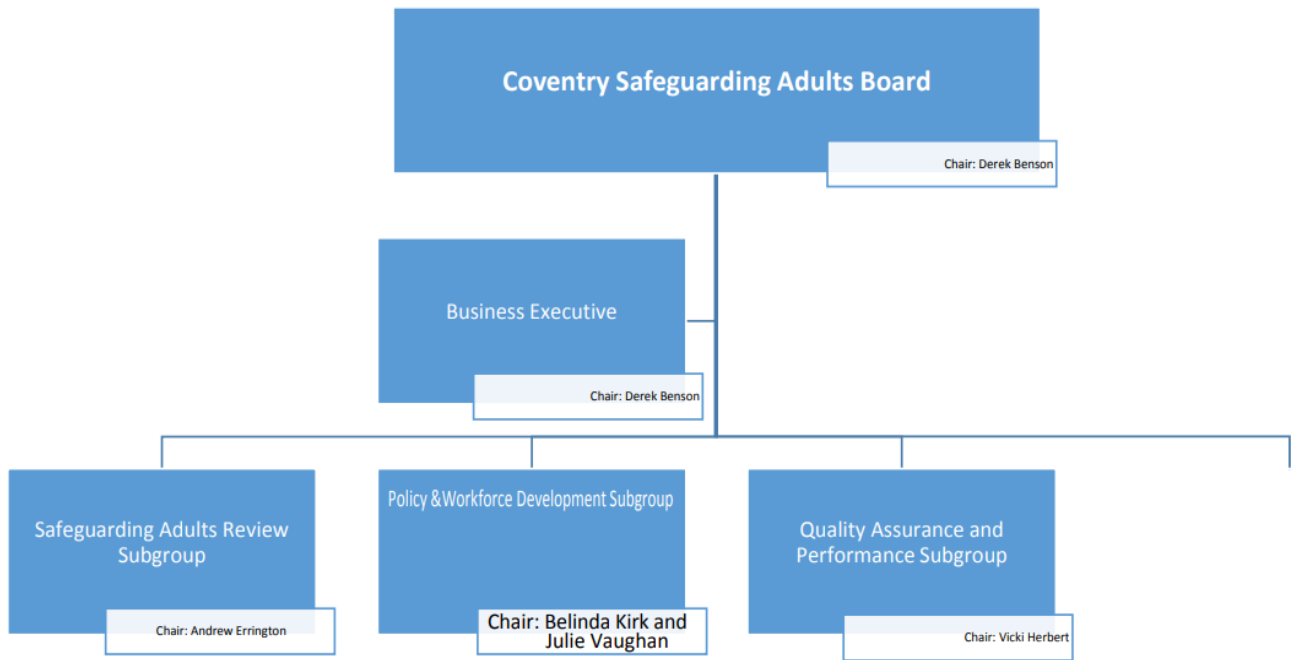 Coventry Safeguarding Adults Board
Chair: Derek Benson
Business Executive
Chair: Derek Benson
Safeguarding Adults Review
Subgroup
Chair: Andrew Errington
Policy &Workforce Development Subgroup
Chair: Belinda Kirk and
Julie Vaughan
Quality Assurance and
Performance Subgroup
Chair: Vicki Herbert